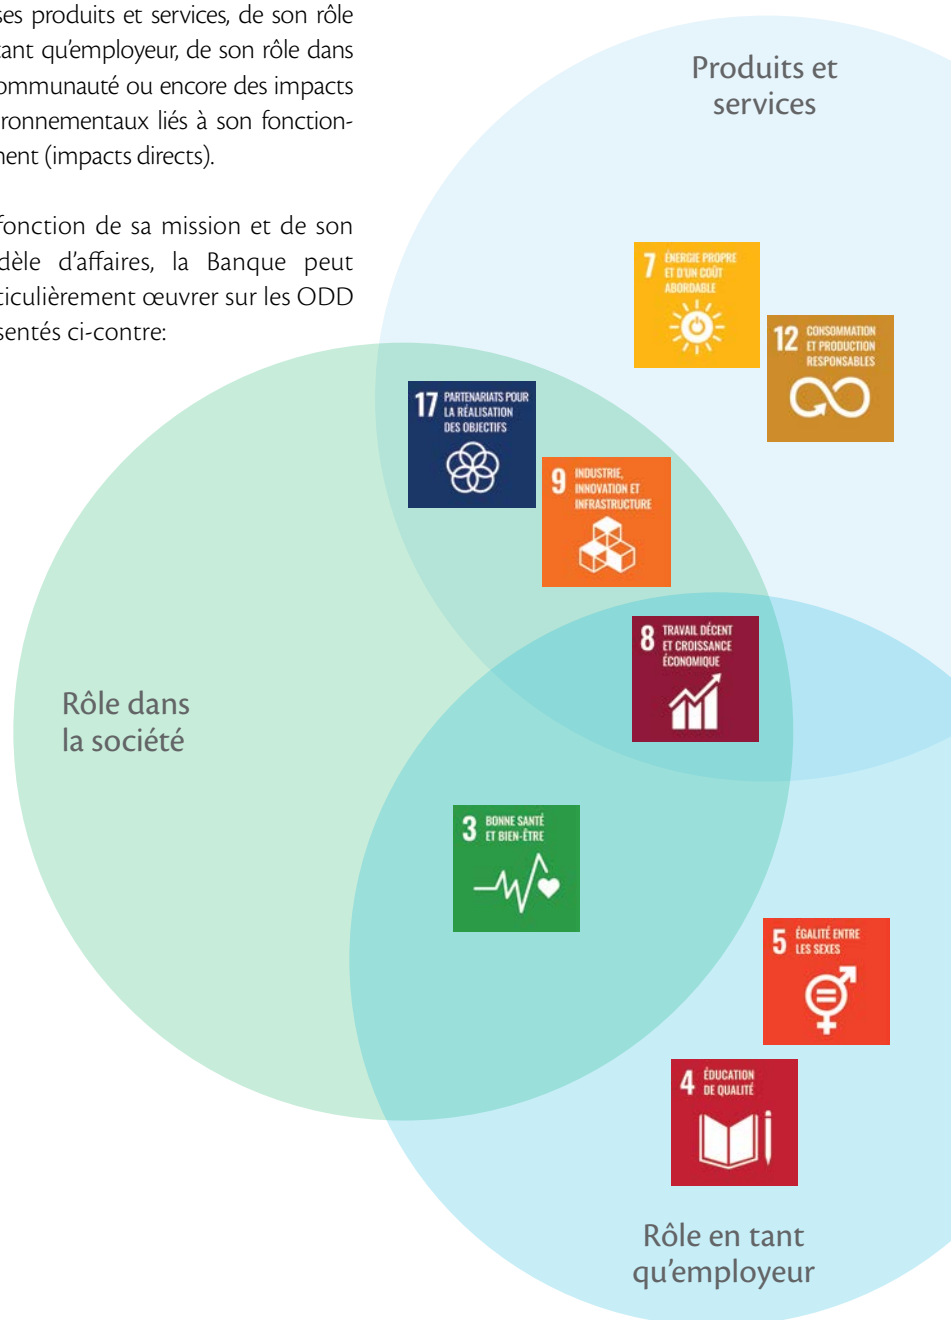 ses produits et services, de son rôle
tant qu'employeur, de son rôle dans
ommunauté ou encore des impacts
ronnementaux liés à son fonction-
ment (impacts directs).
fonction de sa mission et de son
dèle d'affaires, la Banque peut
ticulièrement œuvrer sur les ODD
sentés ci-contre:
Produits et
services
7 ÉNERGIE PROPRE
ET D'UN COÛT
ABORDABLE
12 CONSOMMATION
ET PRODUCTION
RESPONSABLES
17 PARTENARIATS POUR
LA RÉALISATION
DES OBJECTIFS
9 INDUSTRIE,
INNOVATION ET
INFRASTRUCTURE
8 TRAVAIL DÉCENT
ET CROISSANCE
ÉCONOMIQUE
Rôle dans
la société
3 BONNE SANTÉ
ET BIEN-ÊTRE
5 ÉGALITÉ ENTRE
LES SEXES
4 ÉDUCATION
DE QUALITÉ
Rôle en tant
qu'employeur